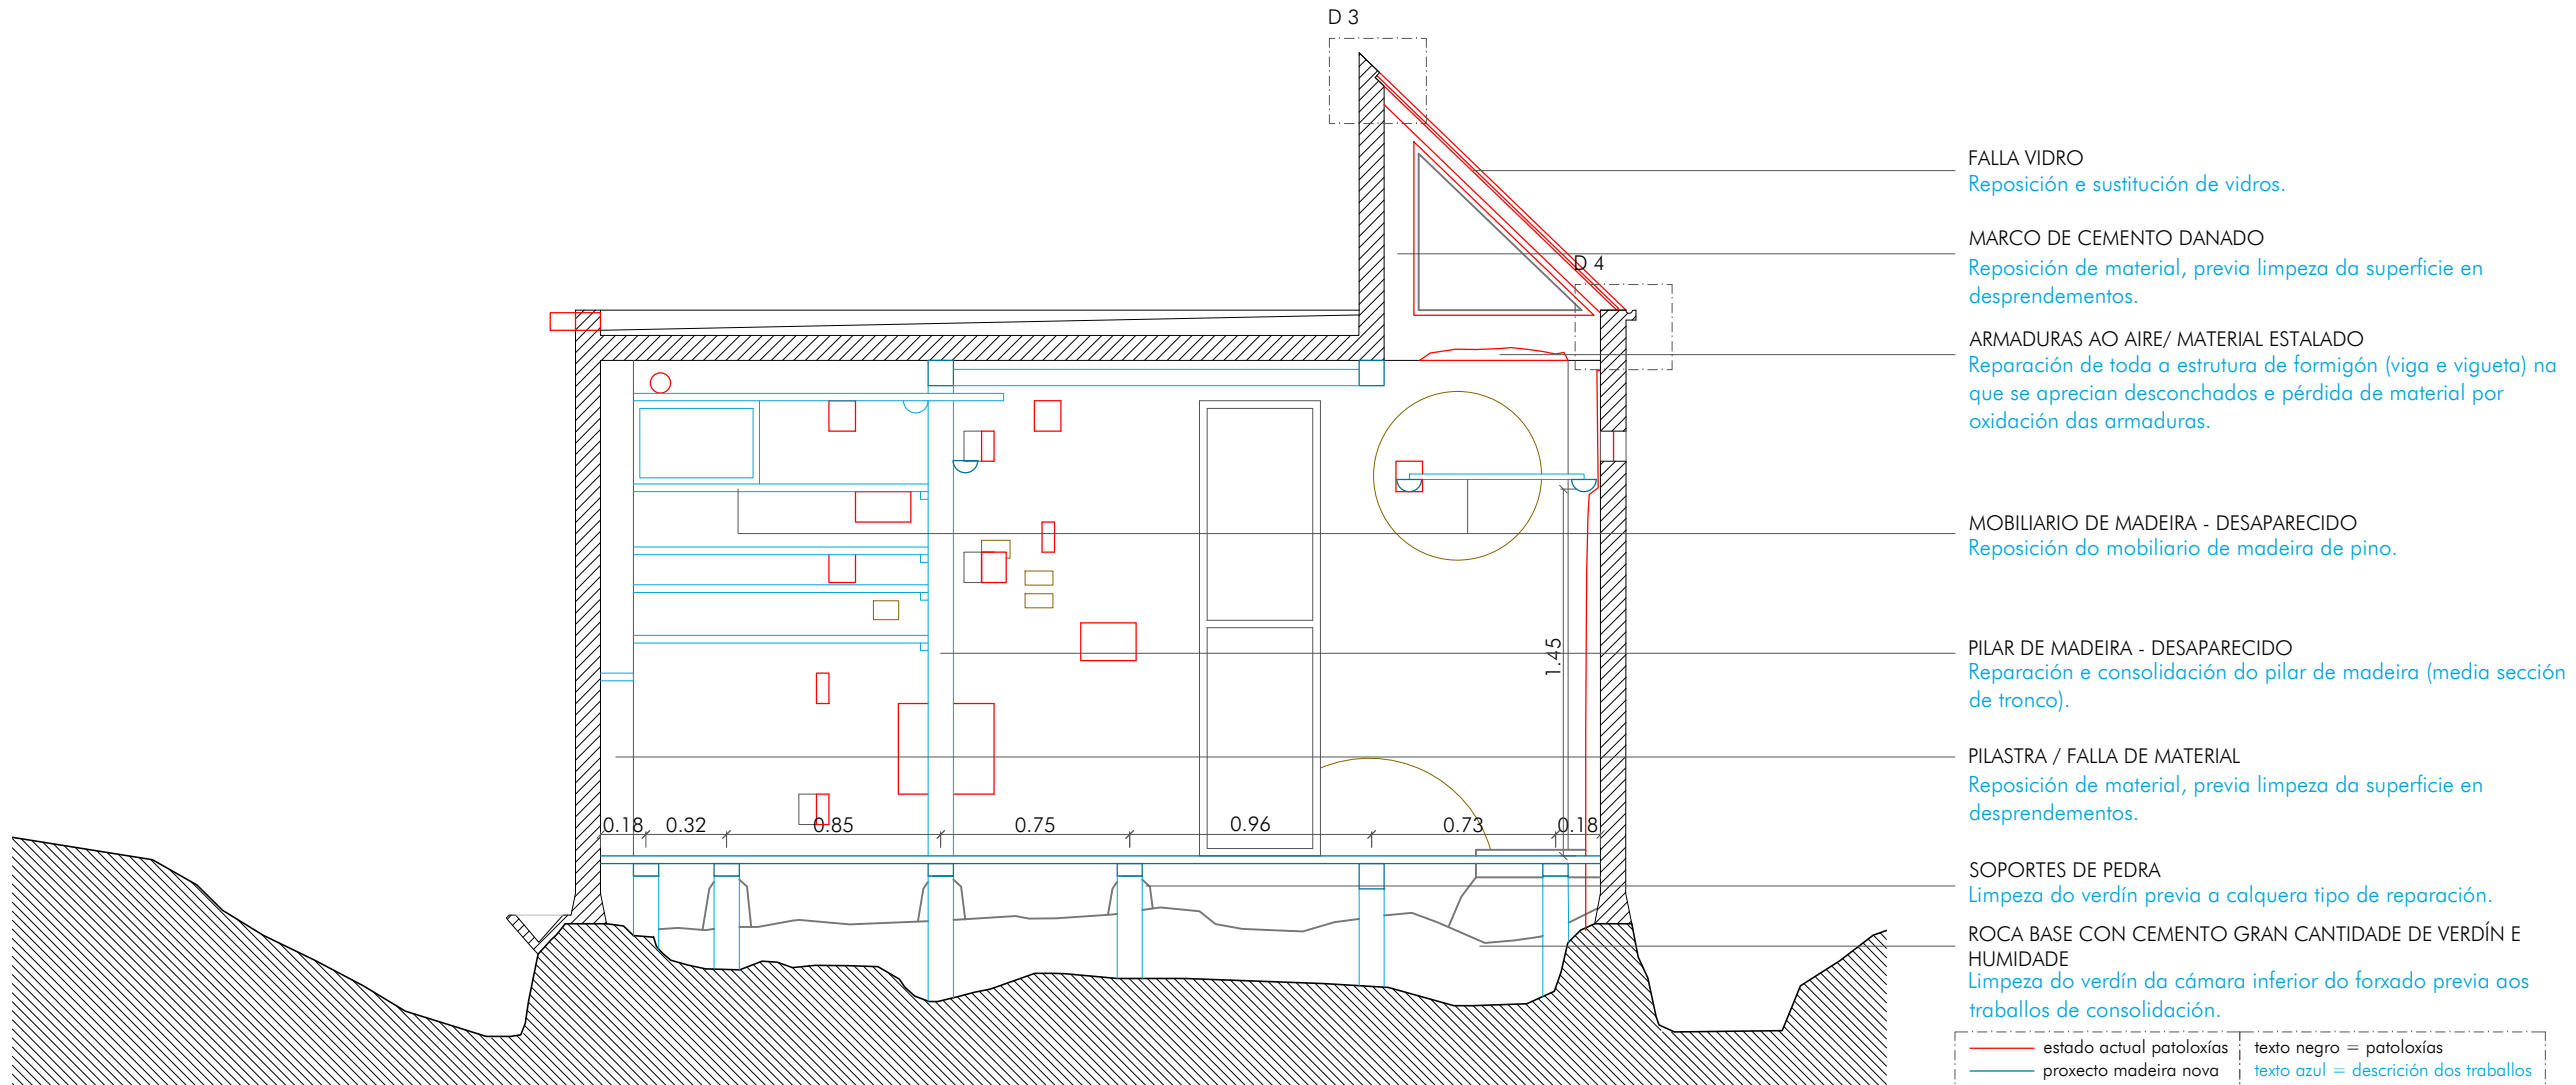 D 3
FALLA VIDRO
Reposición e sustitución de vidros.
MARCO DE CEMENTO DANADO
Reposición de material, previa limpeza da superficie en
desprendementos.
D 4
ARMADURAS AO AIRE/ MATERIAL ESTALADO
Reparación de toda a estrutura de formigón (viga e vigueta) na
que se aprecian desconchados e pérdida de material por
oxidación das armaduras.
MOBILIARIO DE MADEIRA - DESAPARECIDO
Reposición do mobiliario de madeira de pino.
1.45
PILAR DE MADEIRA - DESAPARECIDO
Reparación e consolidación do pilar de madeira (media sección
de tronco).
PILASTRA / FALLA DE MATERIAL
Reposición de material, previa limpeza da superficie en
desprendementos.
0.18 0.32 0.85 0.75 0.96 0.73 0.18
SOPORTES DE PEDRA
Limpeza do verdín previa a calquera tipo de reparación.
ROCA BASE CON CEMENTO GRAN CANTIDADE DE VERDÍN E
HUMIDADE
Limpeza do verdín da cámara inferior do forxado previa aos
traballos de consolidación.
estado actual patoloxías texto negro = patoloxías
proxecto madeira nova texto azul = descrición dos traballos